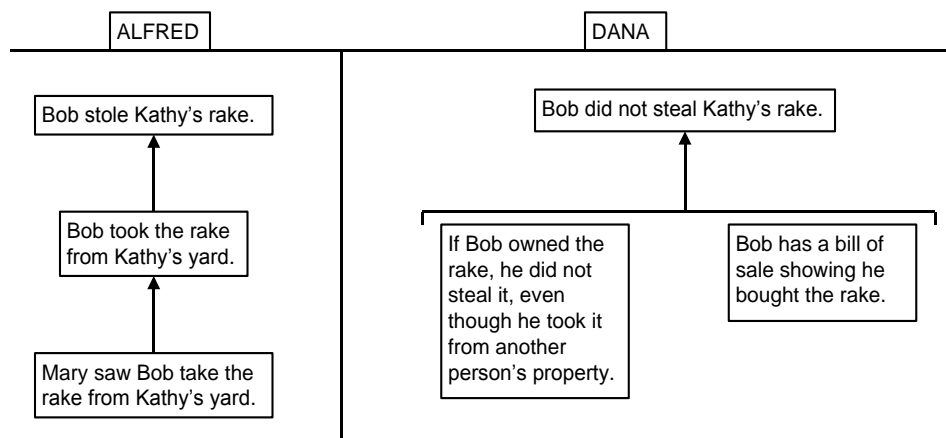 ALFRED
DANA
Bob stole Kathy’s rake.
Bob took the rake
from Kathy’s yard.
Mary saw Bob take the
rake from Kathy’s yard.
Bob did not steal Kathy’s rake.
If Bob owned the
rake, he did not
steal it, even
though he took it
from another
person’s property.
Bob has a bill of
sale showing he
bought the rake.